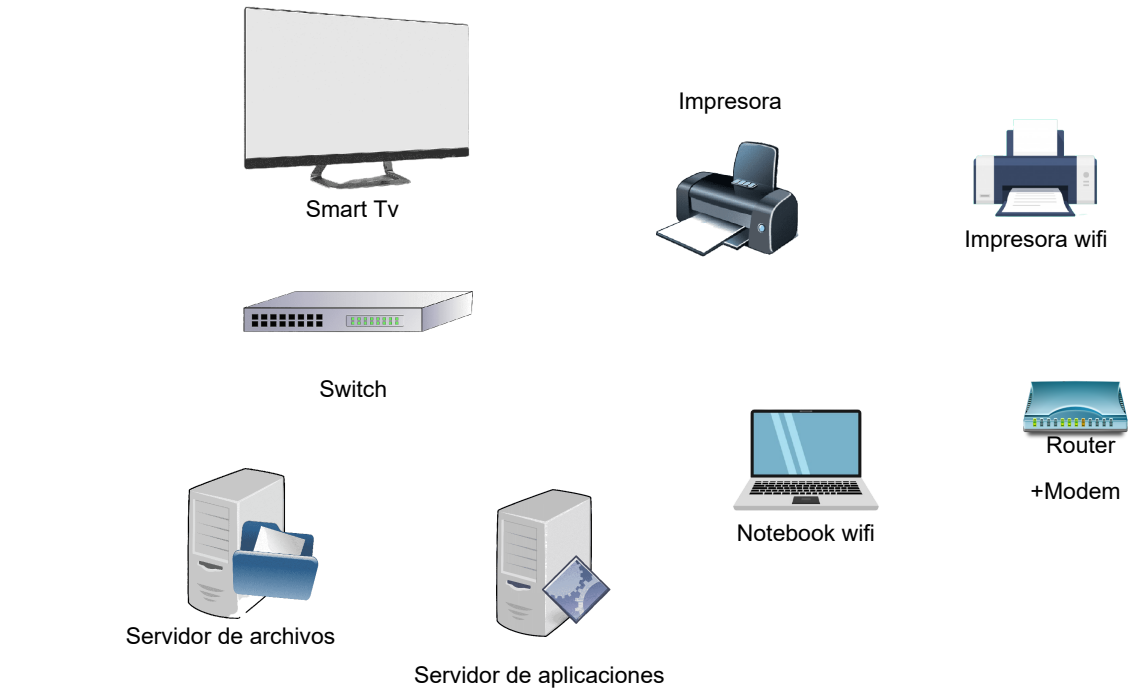 Impresora
Smart Tv
Impresora wifi
Switch
Router
+Modem
Notebook wifi
Servidor de archivos
Servidor de aplicaciones